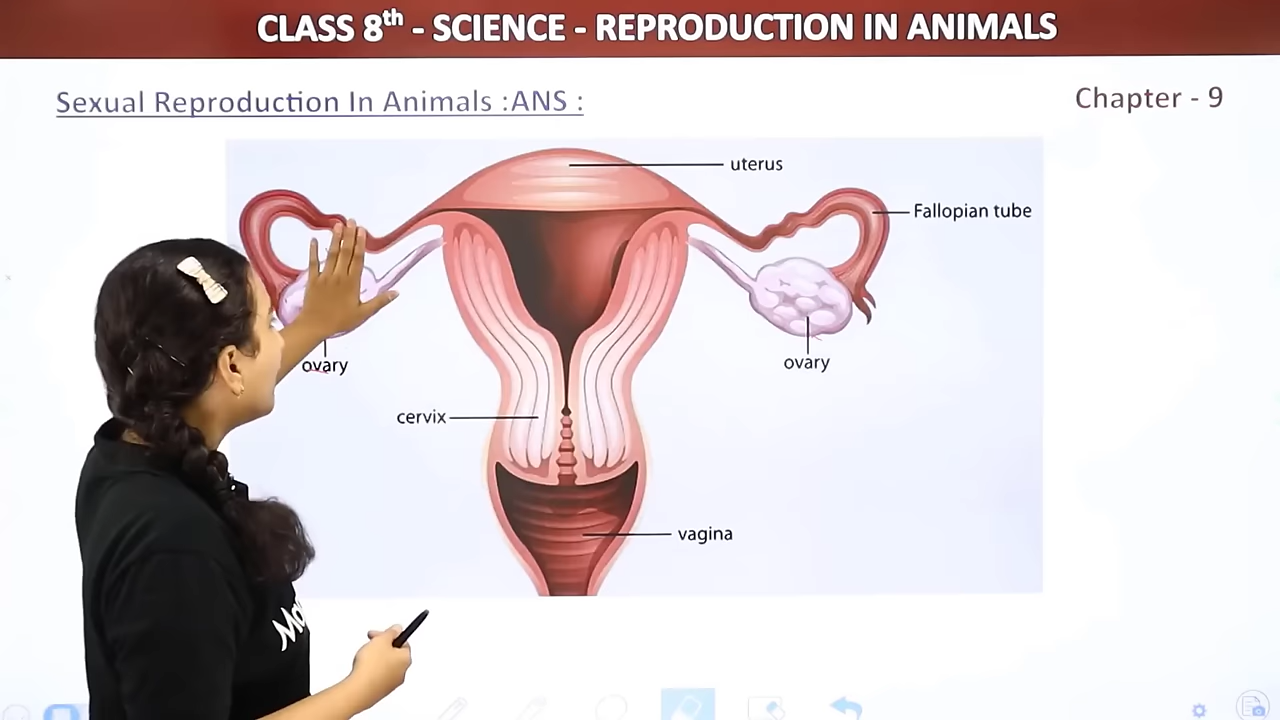 CLASS 8th - SCIENCE - REPRODUCTION IN ANIMALS
Sexual Reproduction In Animals :ANS :
Chapter - 9
uterus
Fallopian tube
ovary
ovary
cervix
vagina